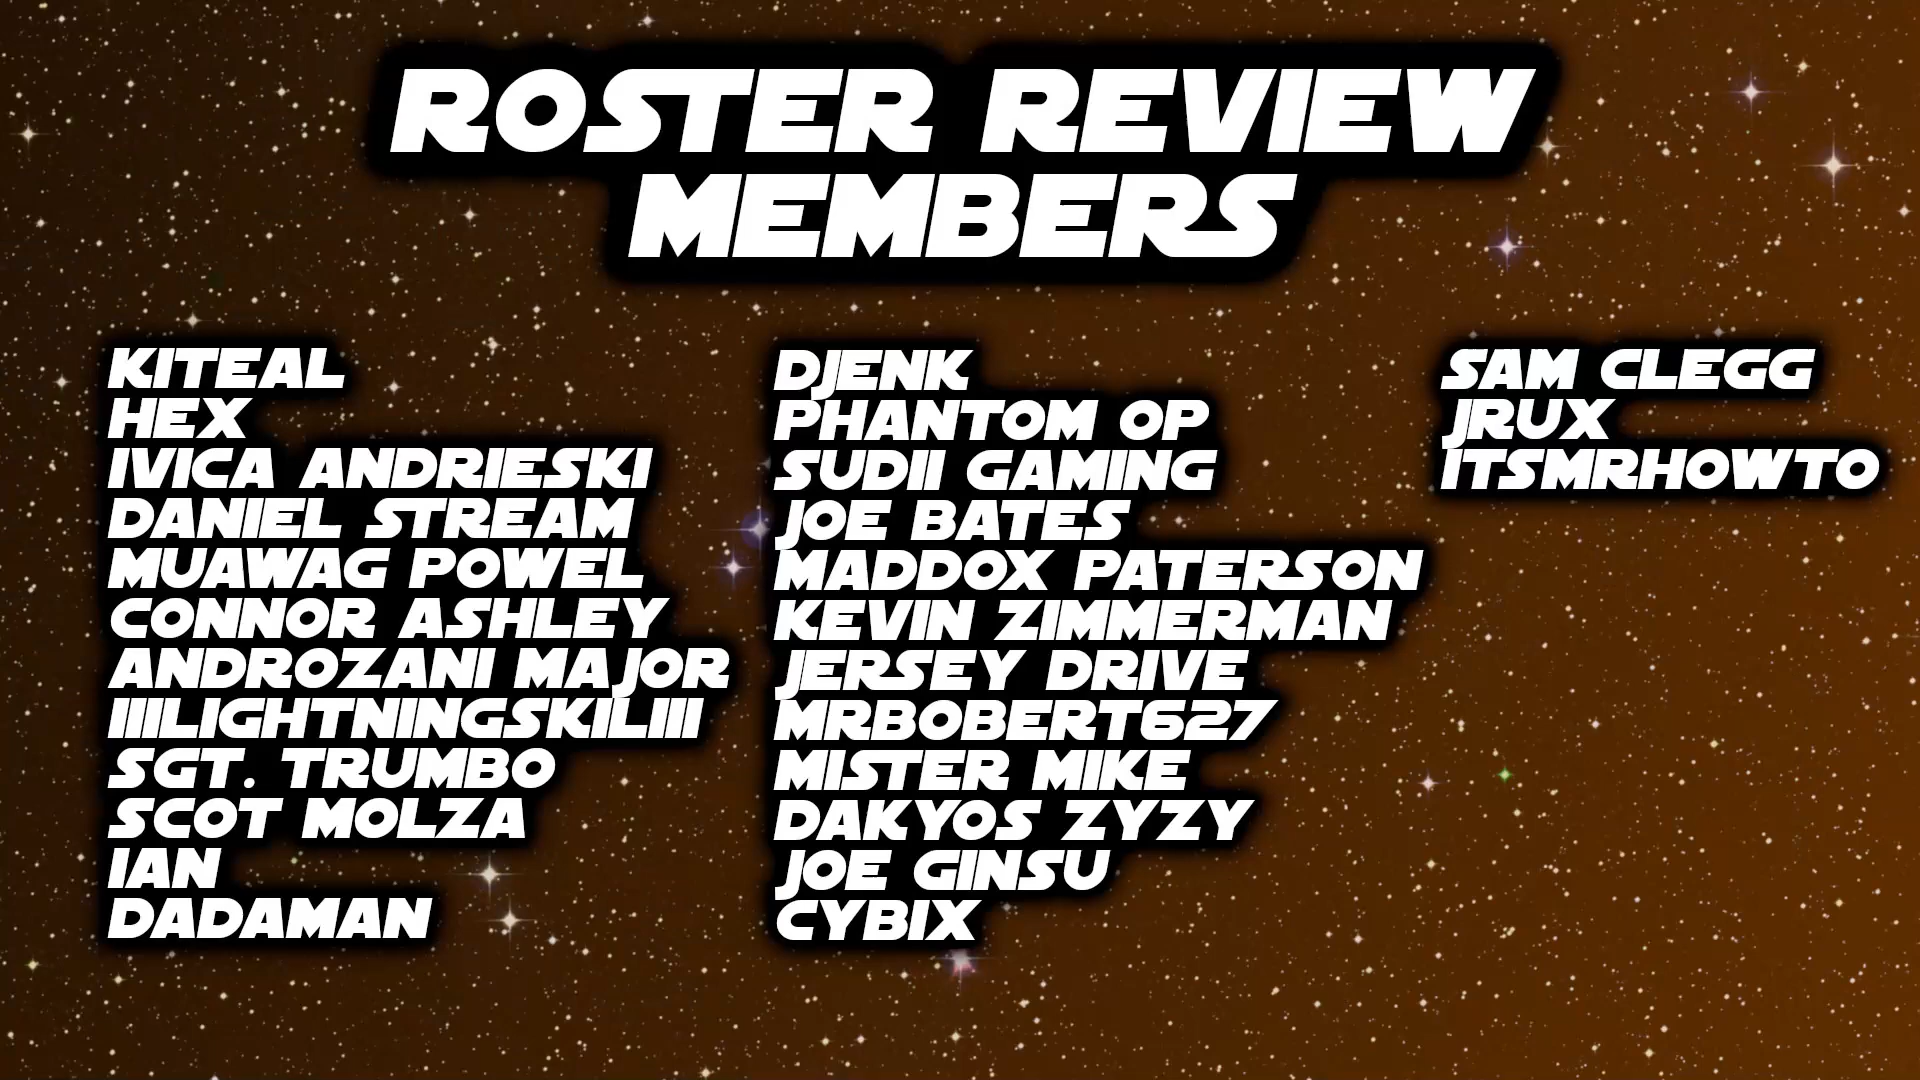 ROSTER REVIEW
MEMBERS
KITEAL
HEX
IVICA ANDRIESKI
DANIEL STREAM
MUAWAG POWEL
CONNOR ASHLEY
ANDROZANI MAJOR
IIILIGHTNINGSKILIII
SGT. TRUMBO
SCOT MOLZA
IAN
DADAMAN
DJENK
PHANTOM OP
SUDII GAMING
JOE BATES
MADDOX PATERSON
KEVIN ZIMMERMAN
JERSEY DRIVE
MRBOBERT627
MISTER MIKE
DAKYOS ZYZY
JOE GINSU
CYBIX
SAM CLEGG
JRUX
ITSMRHOWTO